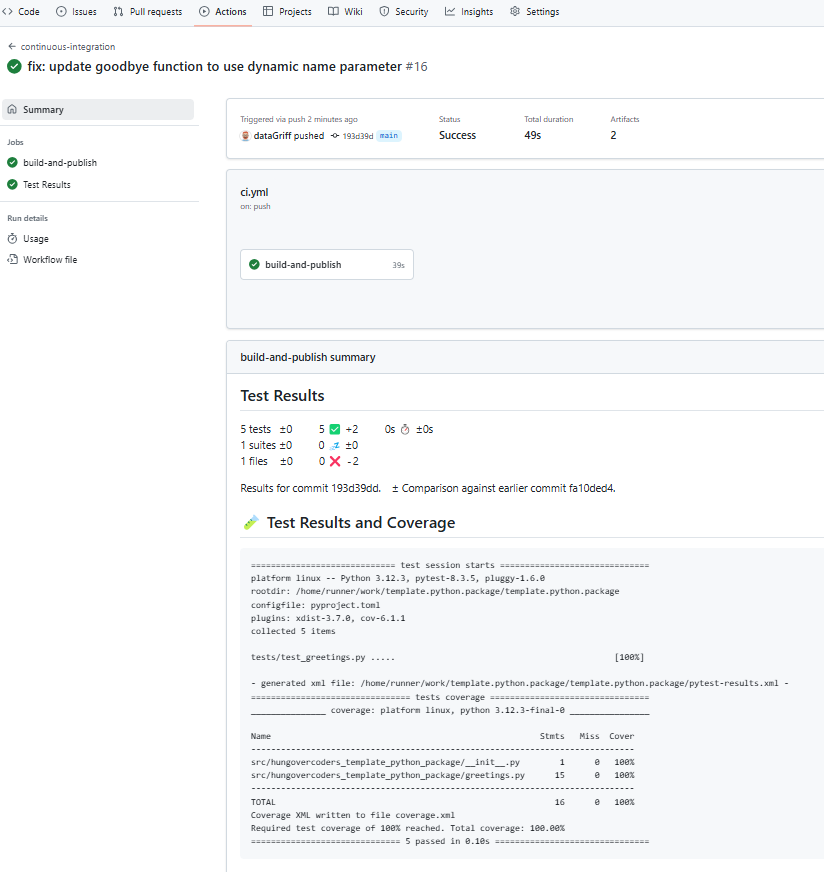 Code Issues Pull requests Actions Projects Wiki Security Insights Settings
continuous-integration
fix: update goodbye function to use dynamic name parameter #16
Summary
Jobs
build-and-publish
Test Results
Run details
Usage
Workflow file
Triggered via push 2 minutes ago
dataGriff pushed 193d39d main
Status
Success
Total duration
49s
Artifacts
2
ci.yml
on: push
build-and-publish 39s
build-and-publish summary
Test Results
5 tests ±0 5 ✅ +2 0s ⏱️ ±0s
1 suites ±0 0 💤 ±0
1 files ±0 0 ❌ -2
Results for commit 193d39dd. ± Comparison against earlier commit fa10ded4.
🧪 Test Results and Coverage
============================= test session starts ==============================
platform linux -- Python 3.12.3, pytest-8.3.5, pluggy-1.6.0
rootdir: /home/runner/work/template.python.package/template.python.package
configfile: pyproject.toml
plugins: xdist-3.7.0, cov-6.1.1
collected 5 items
tests/test_greetings.py ..... [100%]
- generated xml file: /home/runner/work/template.python.package/template.python.package/pytest-results.xml -
================================ tests coverage ================================
_______________ coverage: platform linux, python 3.12.3-final-0 ________________
Name Stmts Miss Cover
-----------------------------------------------------------------------------
src/hungovercoders_template_python_package/__init__.py 1 0 100%
src/hungovercoders_template_python_package/greetings.py 15 0 100%
-----------------------------------------------------------------------------
TOTAL 16 0 100%
Coverage XML written to file coverage.xml
Required test coverage of 100% reached. Total coverage: 100.00%
============================== 5 passed in 0.10s ===============================